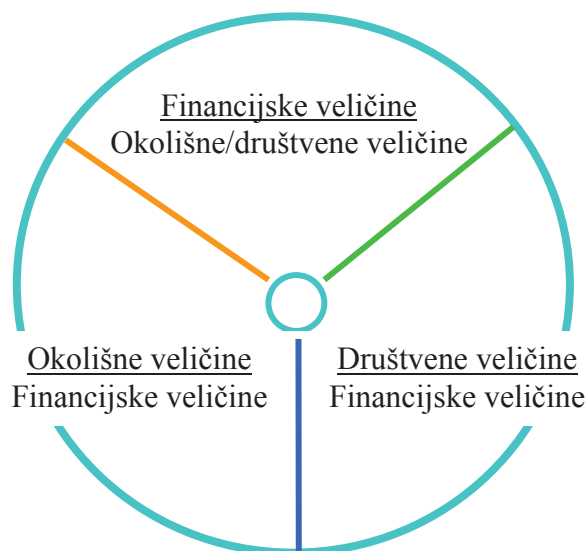 Financijske veličine
Okolišne/društvene veličine
Okolišne veličine
Financijske veličine
Društvene veličine
Financijske veličine